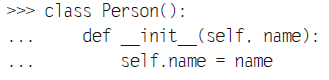 >>> class Person():
...     def __init__(self, name):
...         self.name = name